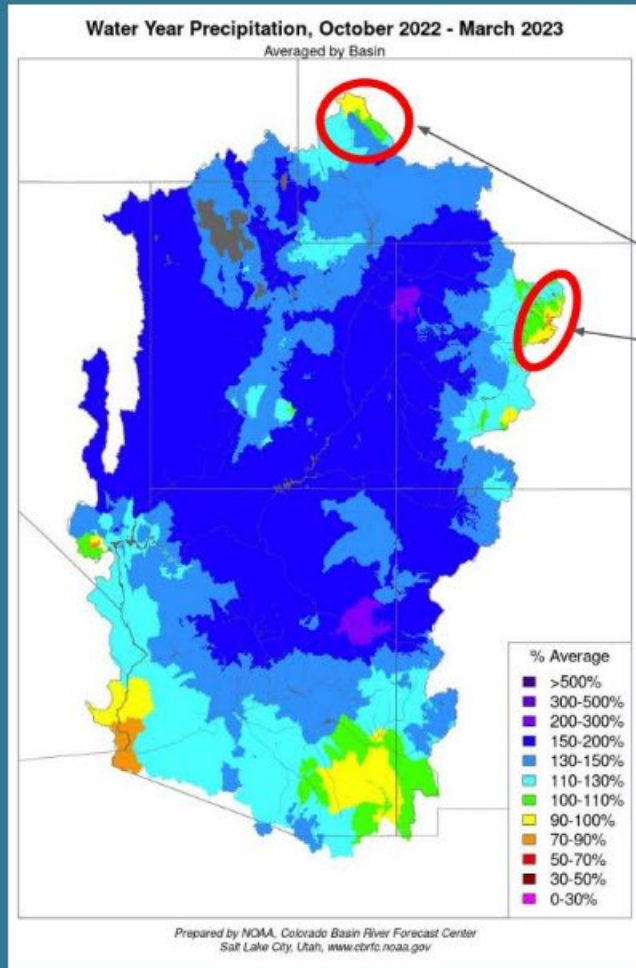 Water Year Precipitation, October 2022 - March 2023
Averaged by Basin
% Average
>500%
300-500%
200-300%
150-200%
130-150%
110-130%
100-110%
90-100%
70-90%
50-70%
30-50%
0-30%
Prepared by NOAA, Colorado Basin River Forecast Center
Salt Lake City, Utah, www.cbrfc.noaa.gov